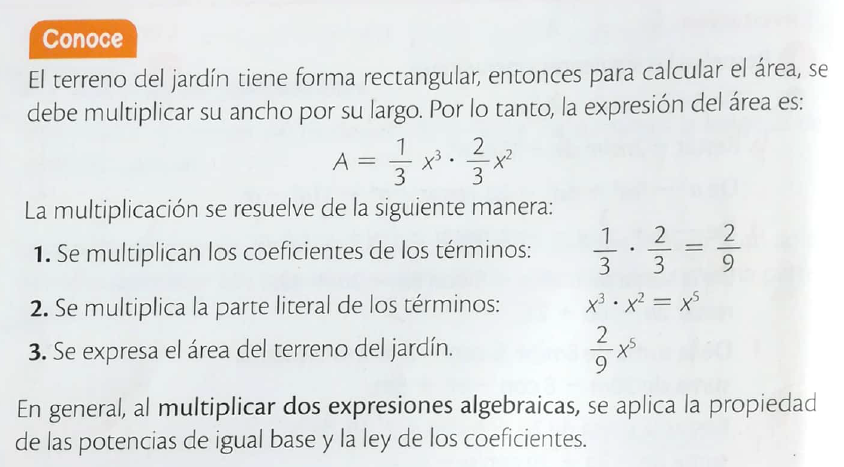 Conoce
El terreno del jardín tiene forma rectangular, entonces para calcular el área, se
debe multiplicar su ancho por su largo. Por lo tanto, la expresión del área es:
A = 1/3 x³ · 2/3 x²
La multiplicación se resuelve de la siguiente manera:
1. Se multiplican los coeficientes de los términos: 1/3 · 2/3 = 2/9
2. Se multiplica la parte literal de los términos: x³ · x² = x⁵
3. Se expresa el área del terreno del jardín. 2/9 x⁵
En general, al multiplicar dos expresiones algebraicas, se aplica la propiedad
de las potencias de igual base y la ley de los coeficientes.